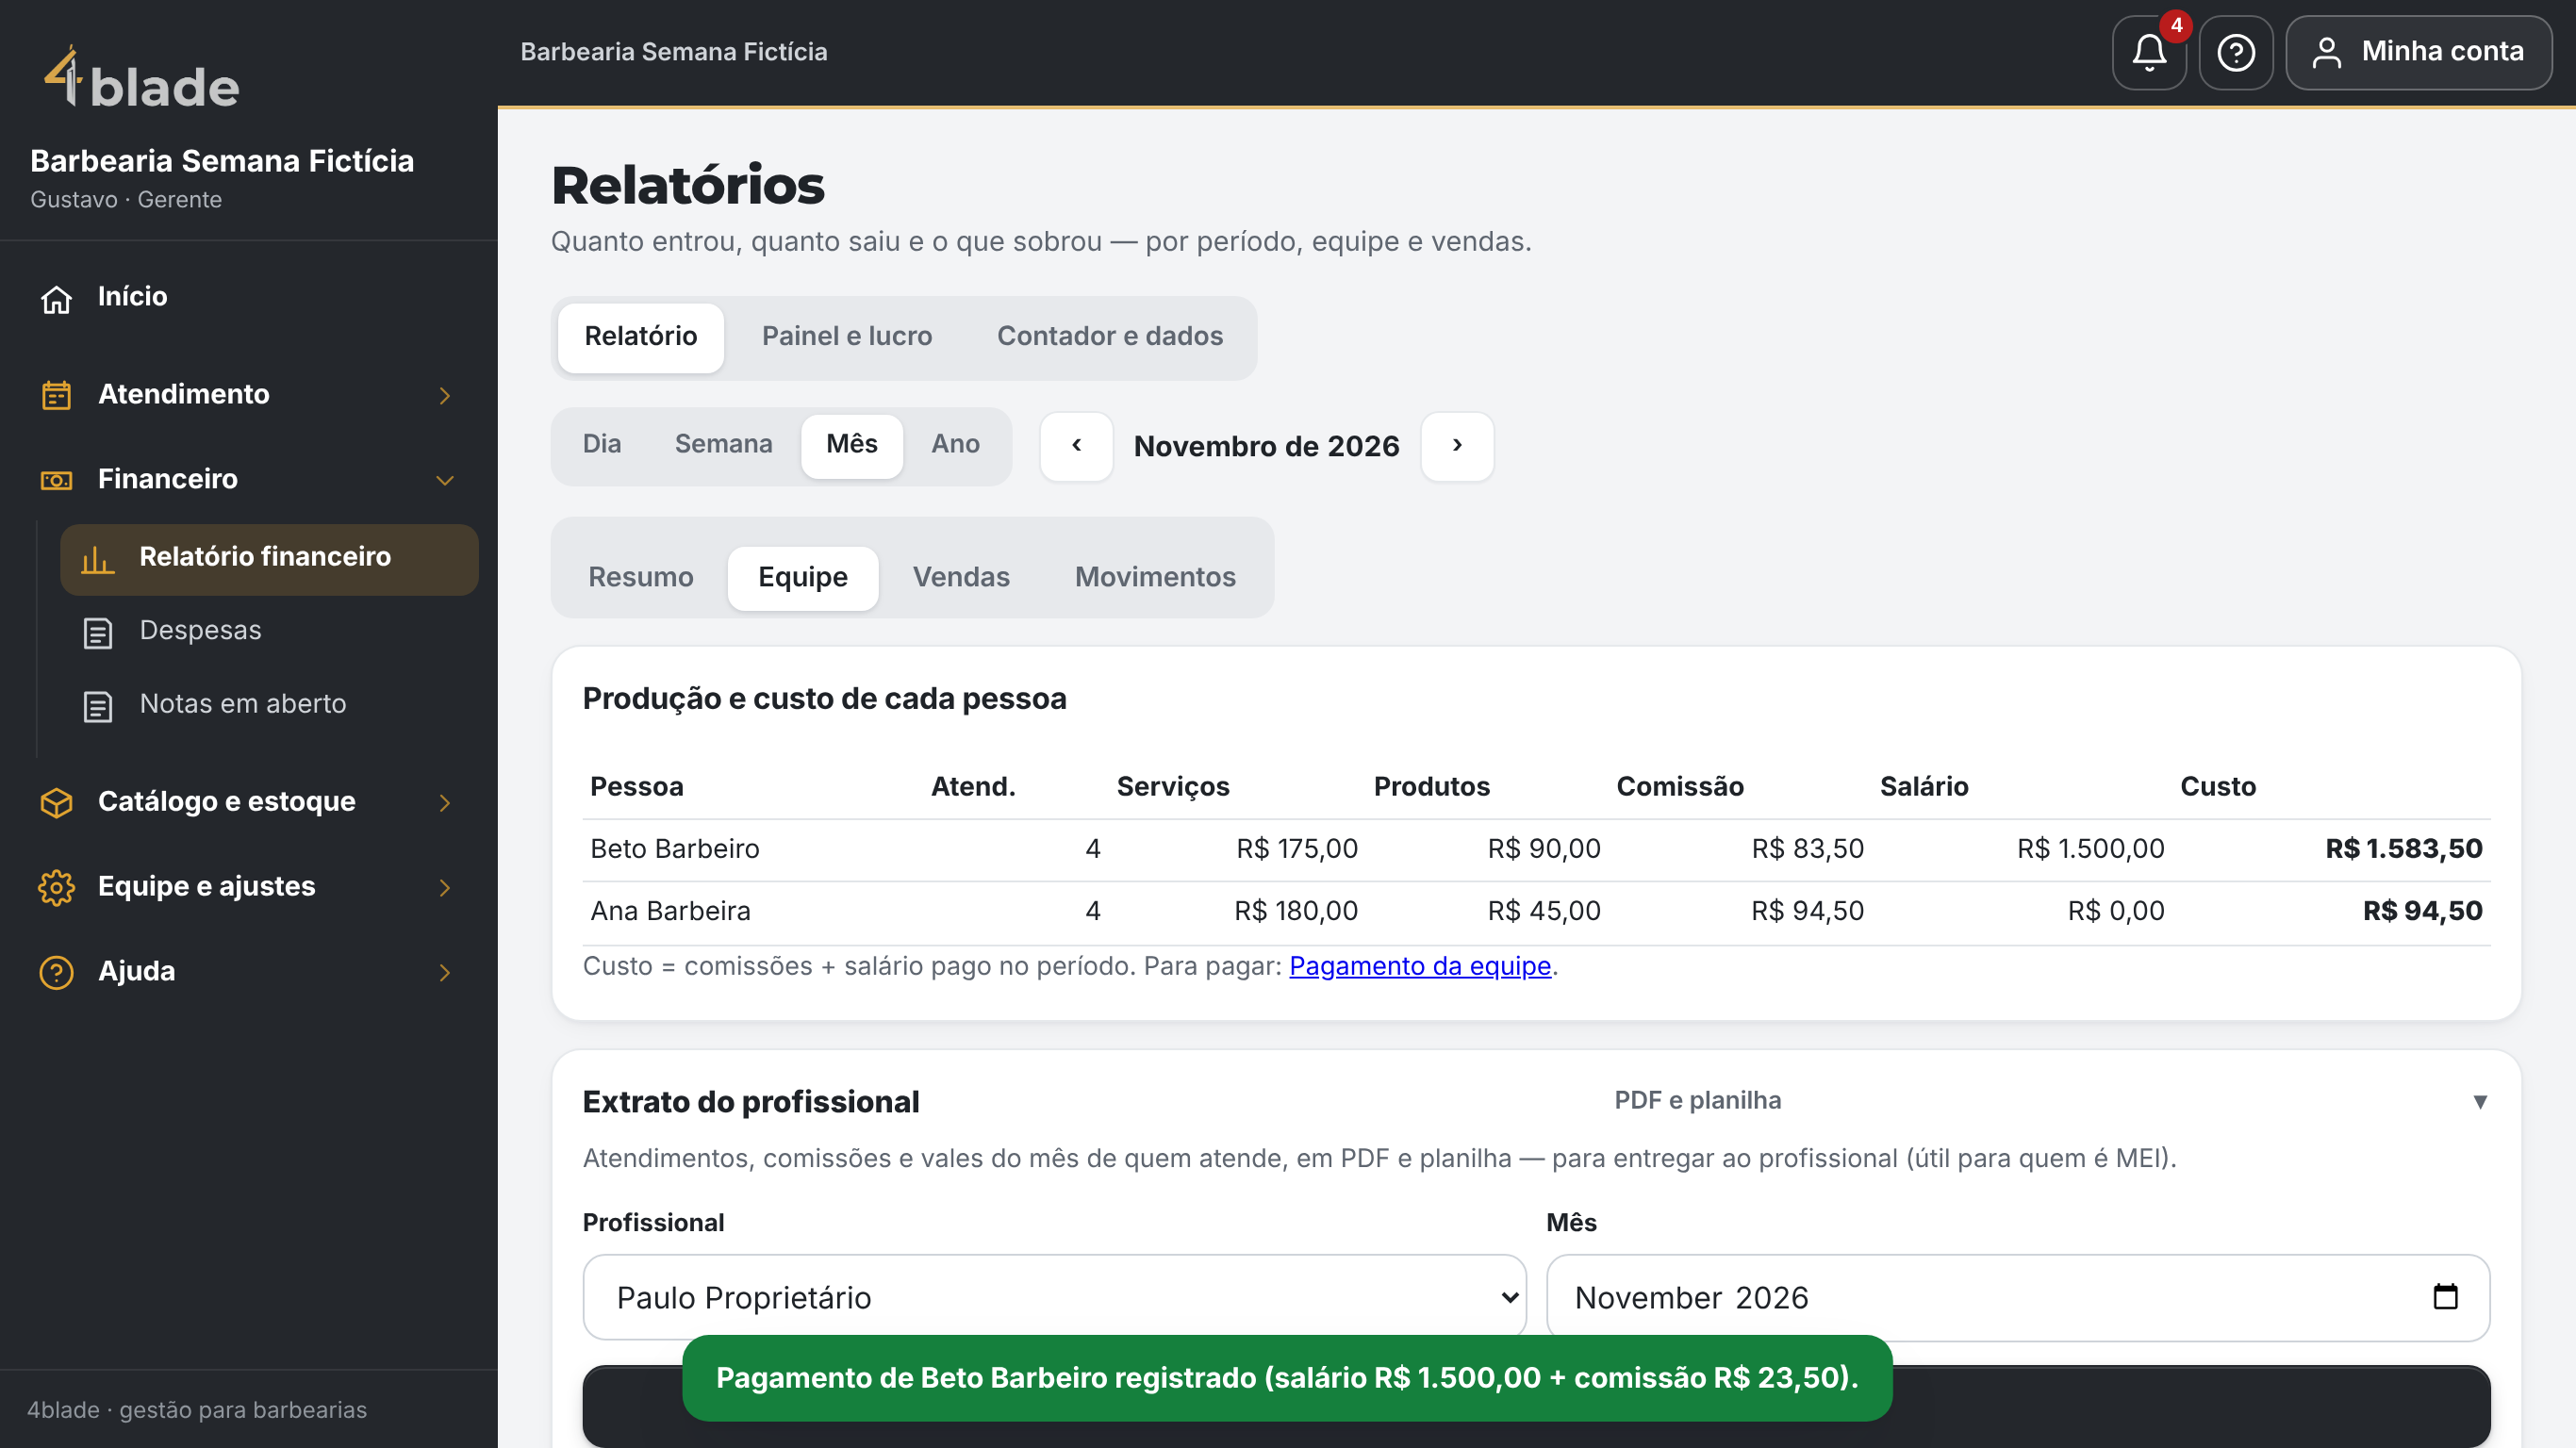 4blade
Barbearia Semana Fictícia
Gustavo · Gerente
Início
Atendimento
Financeiro
Relatório financeiro
Despesas
Notas em aberto
Catálogo e estoque
Equipe e ajustes
Ajuda
4blade · gestão para barbearias
Barbearia Semana Fictícia
4
Minha conta
Relatórios
Quanto entrou, quanto saiu e o que sobrou — por período, equipe e vendas.
Relatório Painel e lucro Contador e dados
Dia Semana Mês Ano ‹ Novembro de 2026 ›
Resumo Equipe Vendas Movimentos
Produção e custo de cada pessoa
Pessoa Atend. Serviços Produtos Comissão Salário Custo
Beto Barbeiro 4 R$ 175,00 R$ 90,00 R$ 83,50 R$ 1.500,00 R$ 1.583,50
Ana Barbeira 4 R$ 180,00 R$ 45,00 R$ 94,50 R$ 0,00 R$ 94,50
Custo = comissões + salário pago no período. Para pagar: Pagamento da equipe.
Extrato do profissional PDF e planilha ▼
Atendimentos, comissões e vales do mês de quem atende, em PDF e planilha — para entregar ao profissional (útil para quem é MEI).
Profissional Mês
Paulo Proprietário November 2026
Pagamento de Beto Barbeiro registrado (salário R$ 1.500,00 + comissão R$ 23,50).